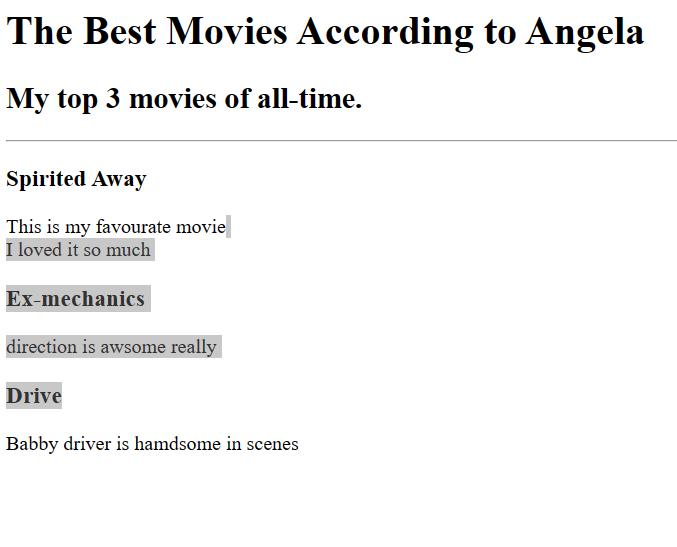 The Best Movies According to Angela
My top 3 movies of all-time.
Spirited Away
This is my favourate movie
I loved it so much
Ex-mechanics
direction is awsome really
Drive
Babby driver is hamdsome in scenes